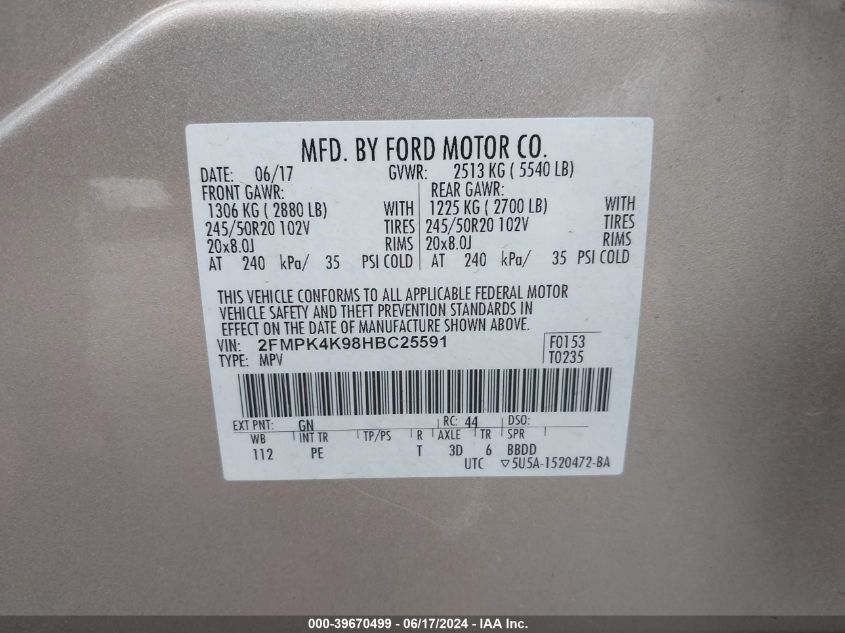 MFD. BY FORD MOTOR CO.
DATE: 06/17 GVWR: 2513 KG ( 5540 LB)
FRONT GAWR: REAR GAWR:
1306 KG ( 2880 LB) WITH 1225 KG ( 2700 LB) WITH
245/50R20 102V TIRES 245/50R20 102V TIRES
20x8.0J RIMS 20x8.0J RIMS
AT 240 kPa/ 35 PSI COLD AT 240 kPa/ 35 PSI COLD
THIS VEHICLE CONFORMS TO ALL APPLICABLE FEDERAL MOTOR
VEHICLE SAFETY AND THEFT PREVENTION STANDARDS IN
EFFECT ON THE DATE OF MANUFACTURE SHOWN ABOVE.
VIN: 2FMPK4K98HBC25591 F0153
TYPE: MPV T0235
EXT PNT: GN RC: 44 DSO:
WB INT TR TP/PS R AXLE TR SPR
112 PE T 3D 6 BBDD
UTC ▽5U5A-1520472-BA
000-39670499 - 06/17/2024 - IAA Inc.